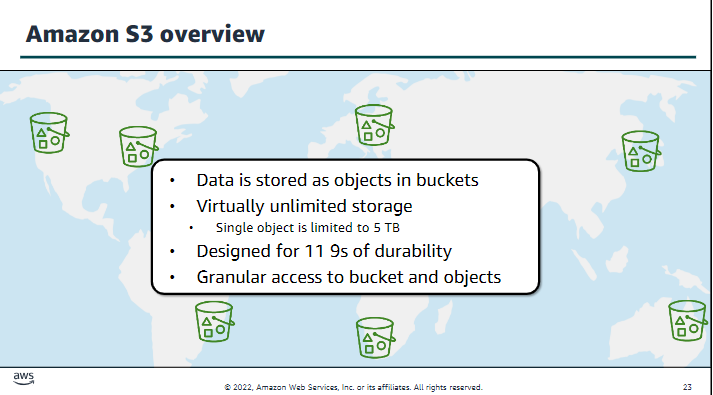 Amazon S3 overview
• Data is stored as objects in buckets
• Virtually unlimited storage
• Single object is limited to 5 TB
• Designed for 11 9s of durability
• Granular access to bucket and objects
aws
© 2022, Amazon Web Services, Inc. or its affiliates. All rights reserved.
23